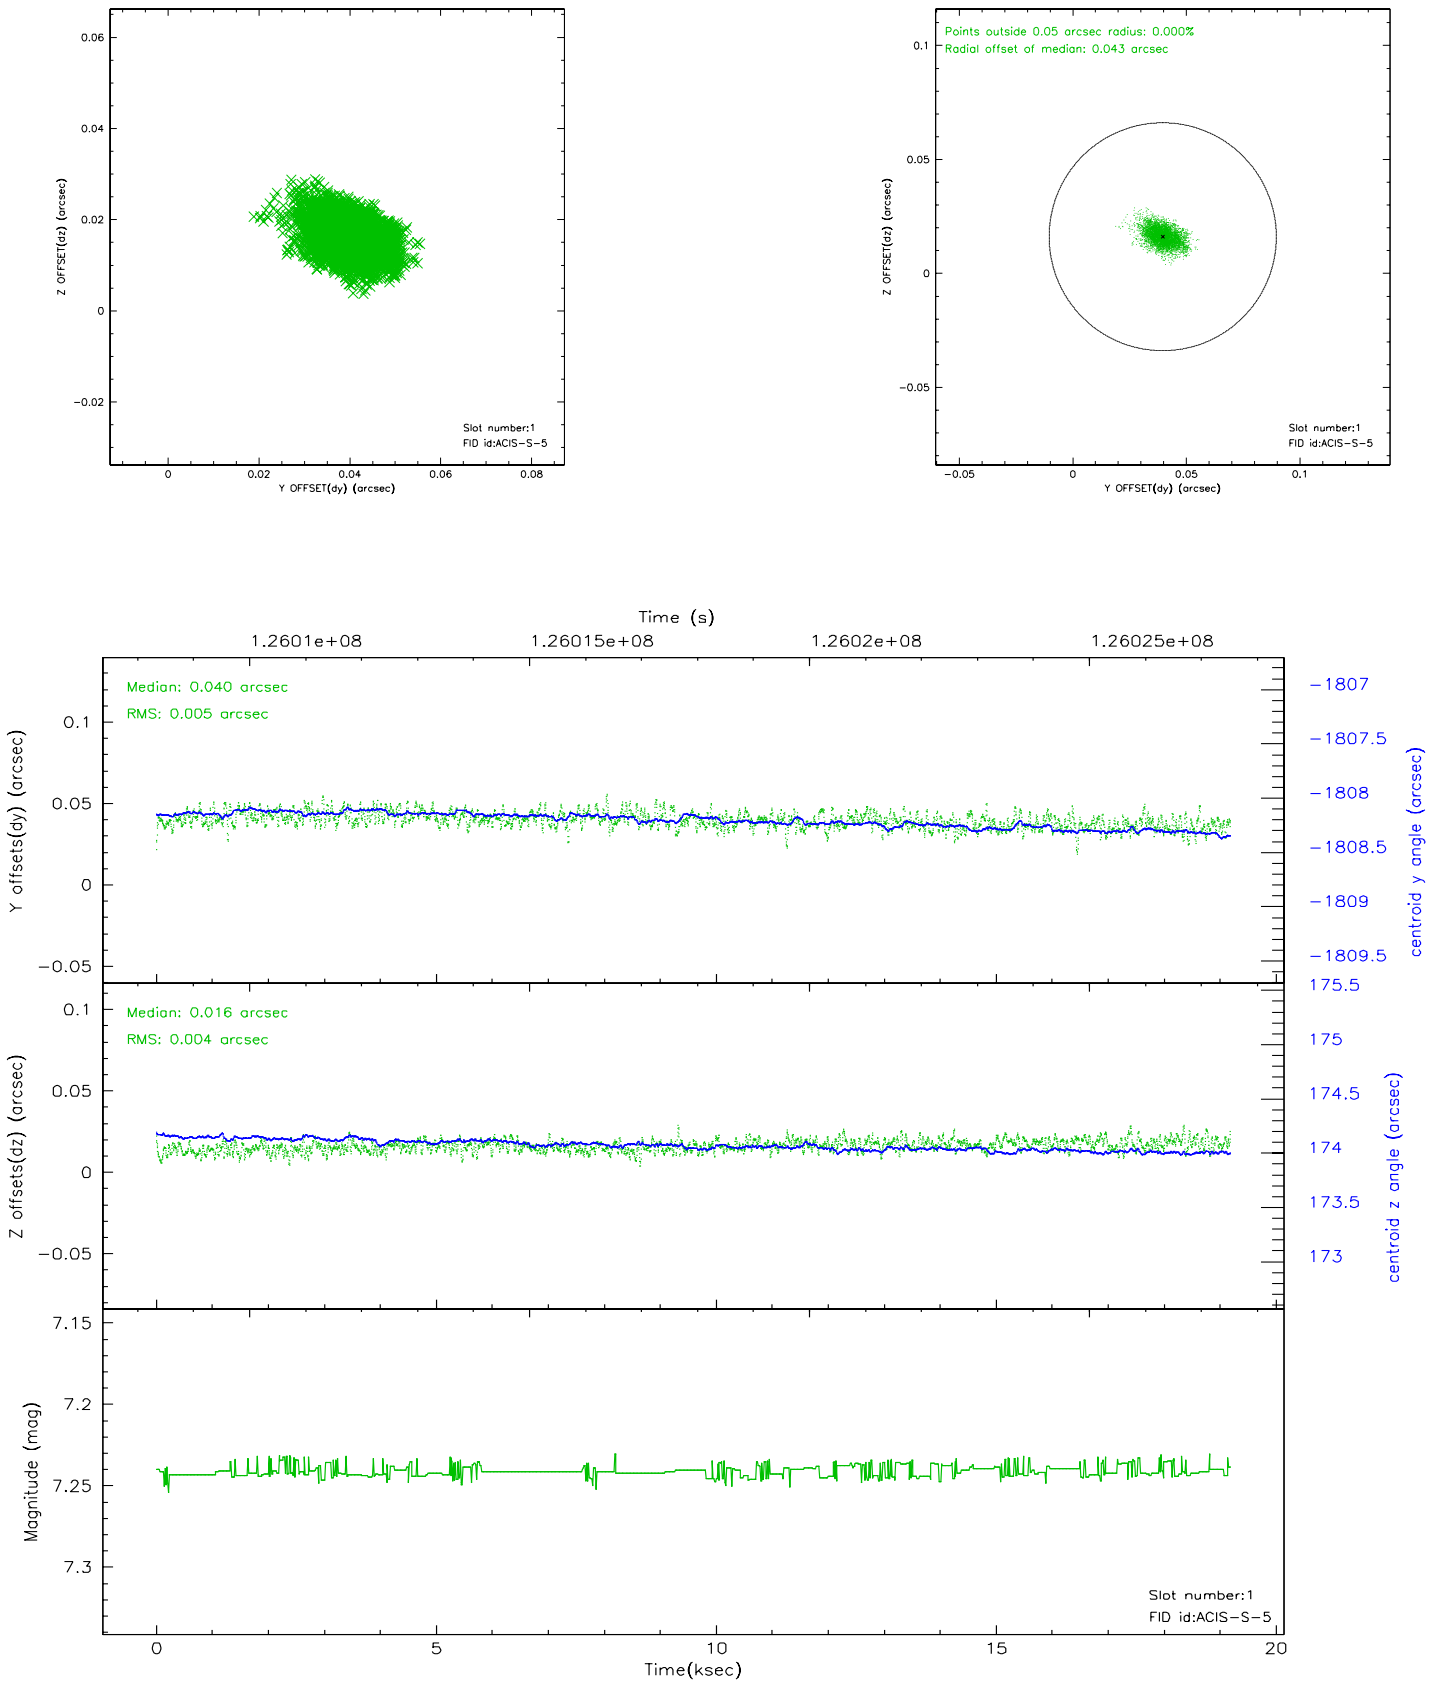 0.06
0.04
0.02
0
−0.02
Z OFFSET(dz) (arcsec)
Slot number:1
FID id:ACIS−S−5
0 0.02 0.04 0.06 0.08
Y OFFSET(dy) (arcsec)
Points outside 0.05 arcsec radius: 0.000%
Radial offset of median: 0.043 arcsec
0.1
0.05
0
−0.05
Z OFFSET(dz) (arcsec)
Slot number:1
FID id:ACIS−S−5
−0.05 0 0.05 0.1
Y OFFSET(dy) (arcsec)
Time (s)
1.2601e+08 1.26015e+08 1.2602e+08 1.26025e+08
Median: 0.040 arcsec
RMS: 0.005 arcsec
0.1
0.05
0
−0.05
Y offsets(dy) (arcsec)
−1807
−1807.5
−1808
−1808.5
−1809
−1809.5
centroid y angle (arcsec)
Median: 0.016 arcsec
RMS: 0.004 arcsec
0.1
0.05
0
−0.05
Z offsets(dz) (arcsec)
175.5
175
174.5
174
173.5
173
centroid z angle (arcsec)
7.15
7.2
7.25
7.3
Magnitude (mag)
Slot number:1
FID id:ACIS−S−5
0 5 10 15 20
Time(ksec)